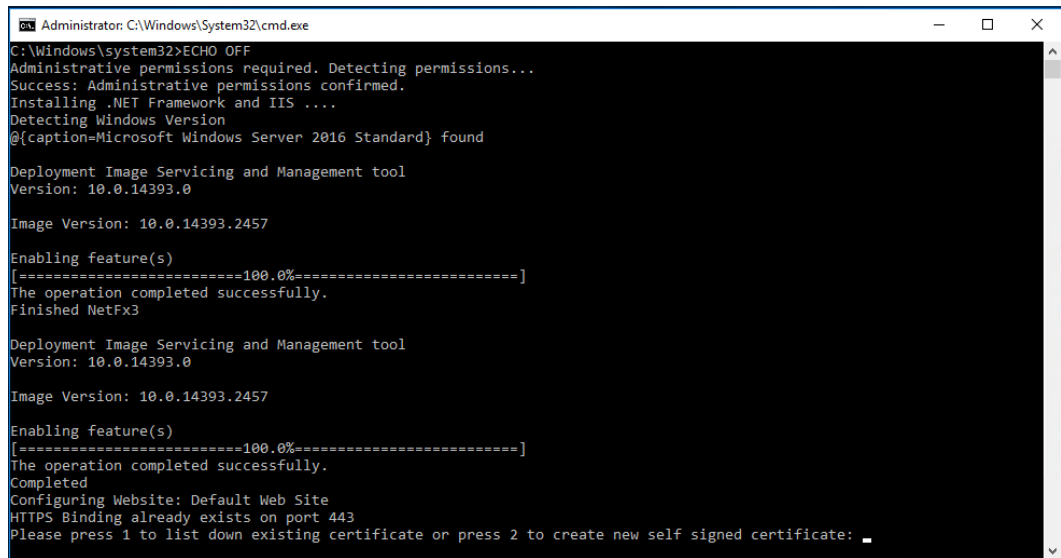 Administrator: C:\Windows\System32\cmd.exe
C:\Windows\system32>ECHO OFF
Administrative permissions required. Detecting permissions...
Success: Administrative permissions confirmed.
Installing .NET Framework and IIS ....
Detecting Windows Version
@{caption=Microsoft Windows Server 2016 Standard} found
Deployment Image Servicing and Management tool
Version: 10.0.14393.0
Image Version: 10.0.14393.2457
Enabling feature(s)
[==========================100.0%==========================]
The operation completed successfully.
Finished NetFx3
Deployment Image Servicing and Management tool
Version: 10.0.14393.0
Image Version: 10.0.14393.2457
Enabling feature(s)
[==========================100.0%==========================]
The operation completed successfully.
Completed
Configuring Website: Default Web Site
HTTPS Binding already exists on port 443
Please press 1 to list down existing certificate or press 2 to create new self signed certificate: _